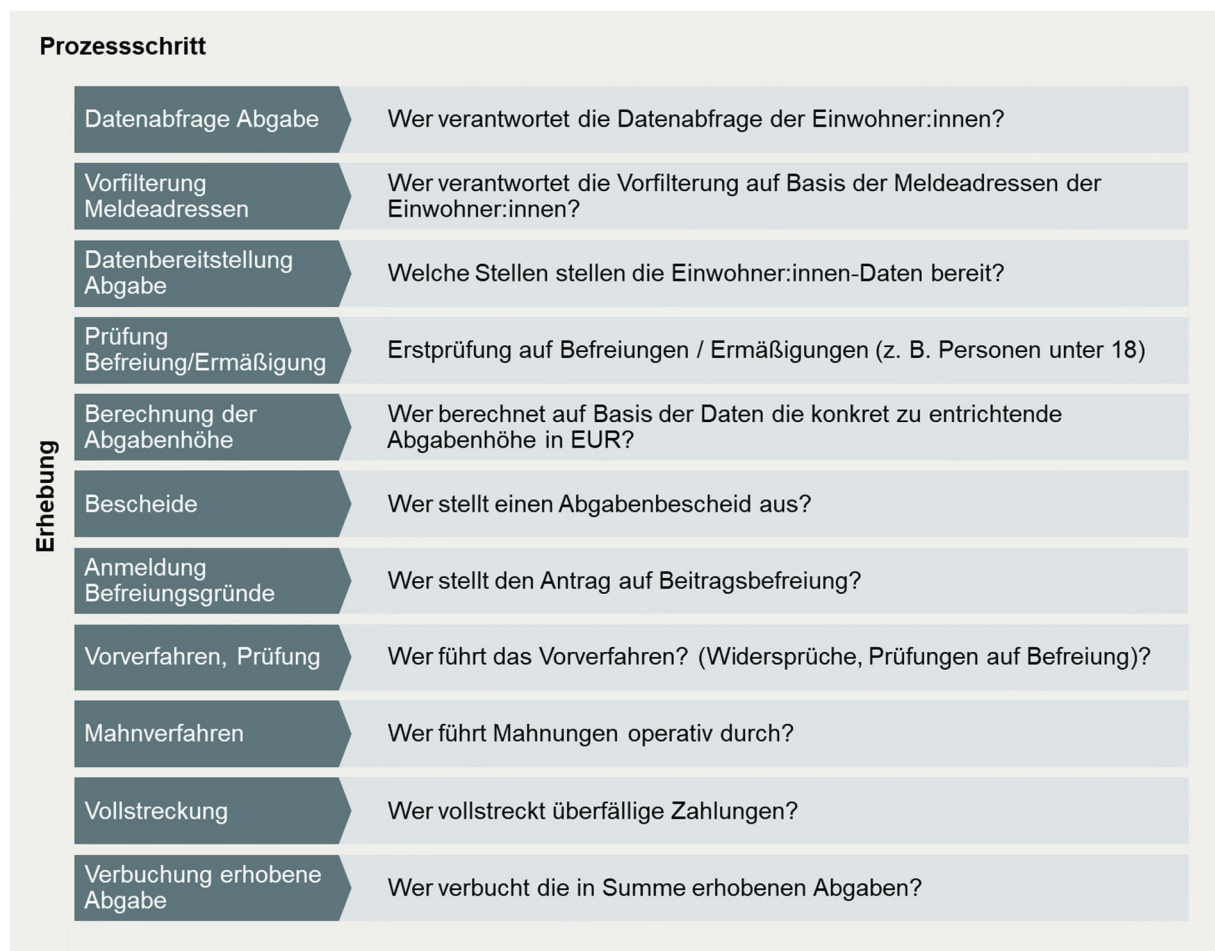 Prozessschritt
Erhebung
Datenabfrage Abgabe
Wer verantwortet die Datenabfrage der Einwohner:innen?
Vorfilterung
Meldeadressen
Wer verantwortet die Vorfilterung auf Basis der Meldeadressen der
Einwohner:innen?
Datenbereitstellung
Abgabe
Welche Stellen stellen die Einwohner:innen-Daten bereit?
Prüfung
Befreiung/Ermäßigung
Erstprüfung auf Befreiungen / Ermäßigungen (z. B. Personen unter 18)
Berechnung der
Abgabenhöhe
Wer berechnet auf Basis der Daten die konkret zu entrichtende
Abgabenhöhe in EUR?
Bescheide
Wer stellt einen Abgabenbescheid aus?
Anmeldung
Befreiungsgründe
Wer stellt den Antrag auf Beitragsbefreiung?
Vorverfahren, Prüfung
Wer führt das Vorverfahren? (Widersprüche, Prüfungen auf Befreiung)?
Mahnverfahren
Wer führt Mahnungen operativ durch?
Vollstreckung
Wer vollstreckt überfällige Zahlungen?
Verbuchung erhobene
Abgabe
Wer verbucht die in Summe erhobenen Abgaben?